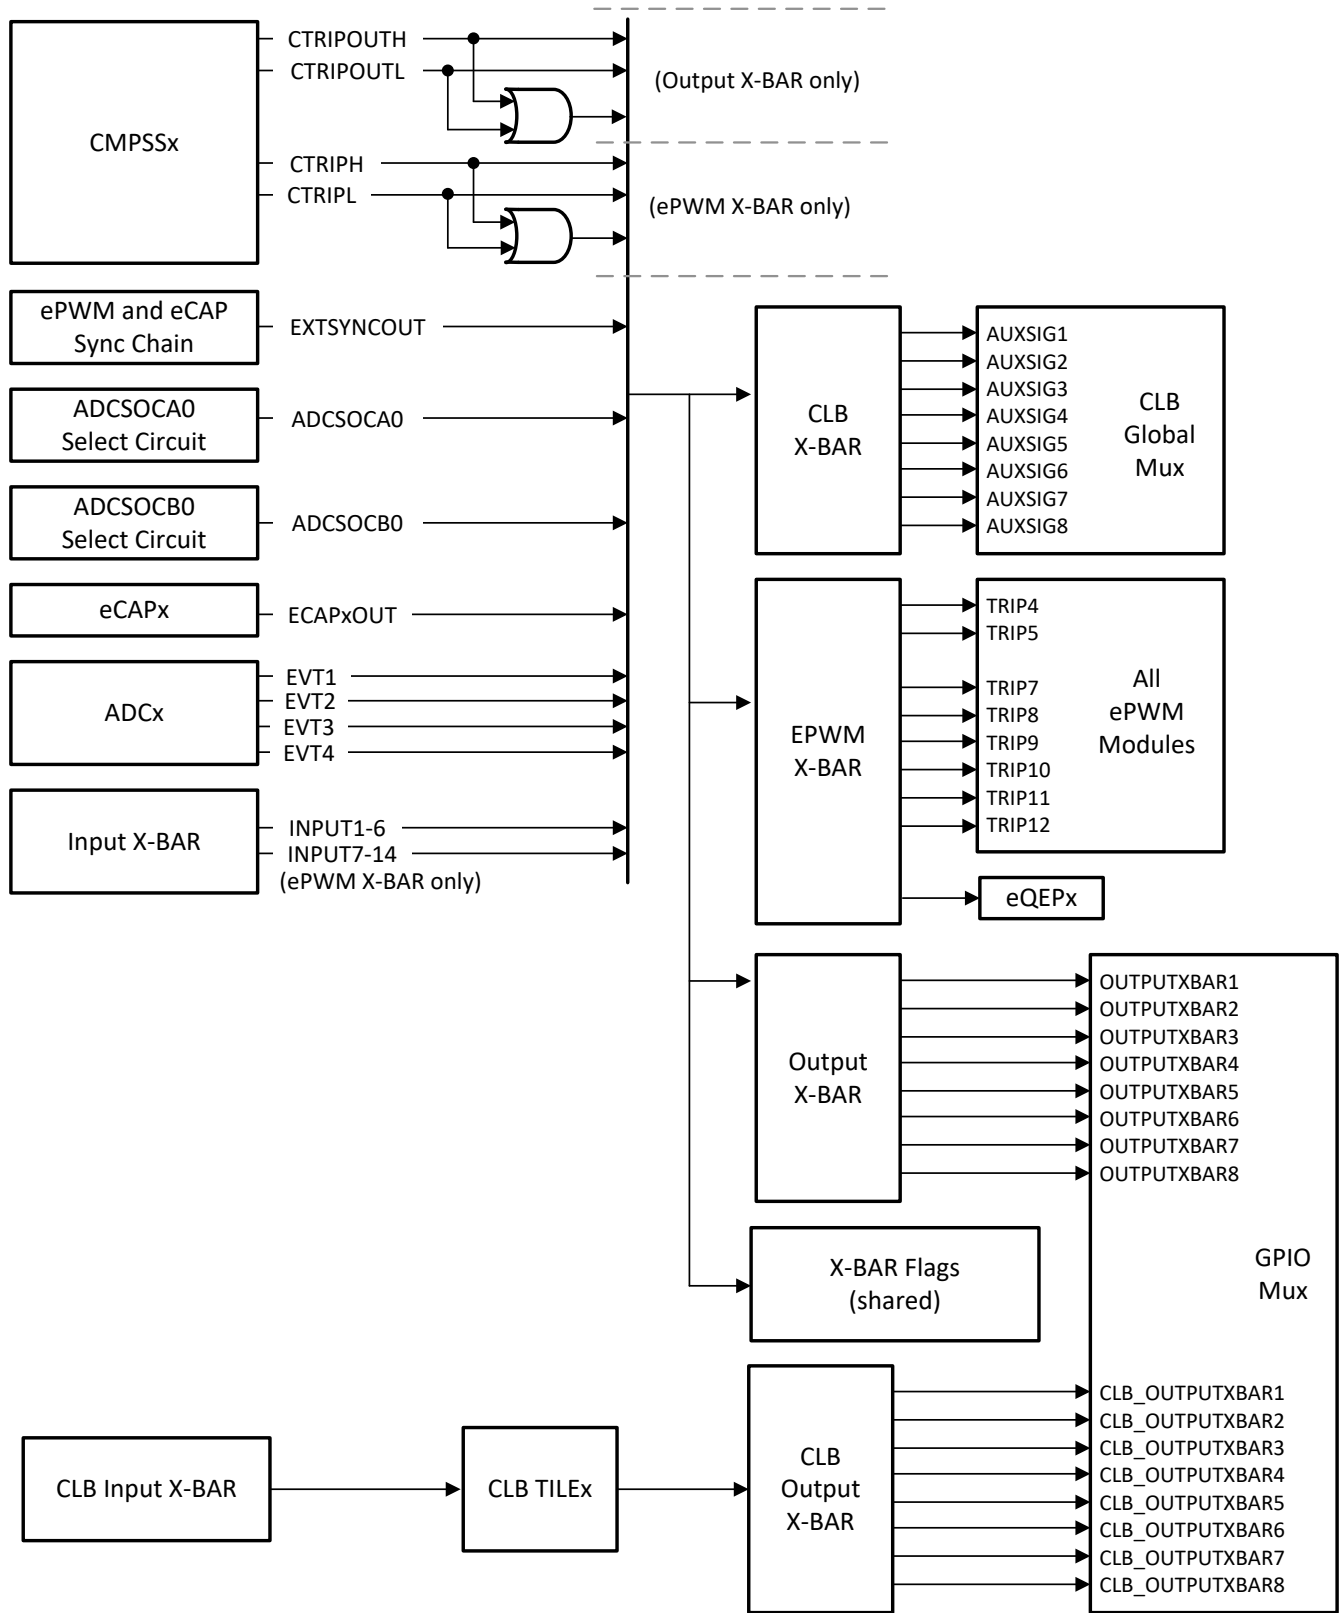 CMPSSx
CTRIPOUTH
CTRIPOUTL
CTRIPH
CTRIPL
(Output X-BAR only)
(ePWM X-BAR only)
ePWM and eCAP
Sync Chain
EXTSYNCOUT
ADCSOCA0
Select Circuit
ADCSOCA0
ADCSOCB0
Select Circuit
ADCSOCB0
eCAPx
ECAPxOUT
ADCx
EVT1
EVT2
EVT3
EVT4
Input X-BAR
INPUT1-6
INPUT7-14
(ePWM X-BAR only)
CLB
X-BAR
AUXSIG1
AUXSIG2
AUXSIG3
AUXSIG4
AUXSIG5
AUXSIG6
AUXSIG7
AUXSIG8
CLB
Global
Mux
EPWM
X-BAR
TRIP4
TRIP5
TRIP7
TRIP8
TRIP9
TRIP10
TRIP11
TRIP12
All
ePWM
Modules
eQEPx
Output
X-BAR
OUTPUTXBAR1
OUTPUTXBAR2
OUTPUTXBAR3
OUTPUTXBAR4
OUTPUTXBAR5
OUTPUTXBAR6
OUTPUTXBAR7
OUTPUTXBAR8
X-BAR Flags
(shared)
GPIO
Mux
CLB Input X-BAR
CLB TILEx
CLB
Output
X-BAR
CLB_OUTPUTXBAR1
CLB_OUTPUTXBAR2
CLB_OUTPUTXBAR3
CLB_OUTPUTXBAR4
CLB_OUTPUTXBAR5
CLB_OUTPUTXBAR6
CLB_OUTPUTXBAR7
CLB_OUTPUTXBAR8